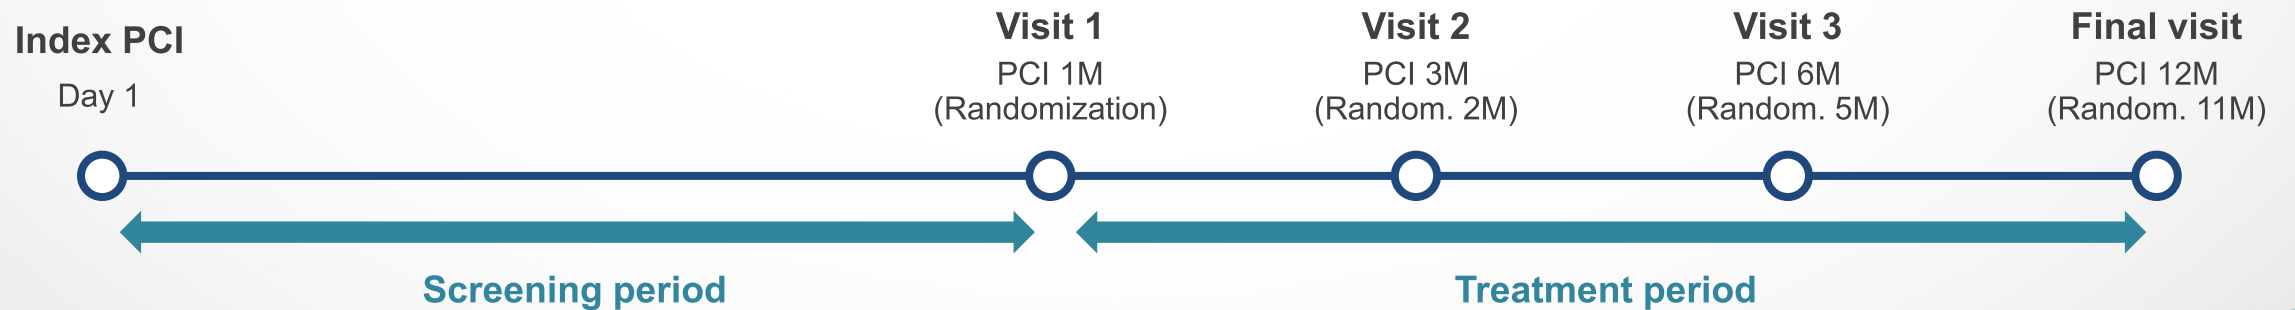 Index PCI
Day 1
Visit 1
PCI 1M
(Randomization)
Visit 2
PCI 3M
(Random. 2M)
Visit 3
PCI 6M
(Random. 5M)
Final visit
PCI 12M
(Random. 11M)
Screening period
Treatment period